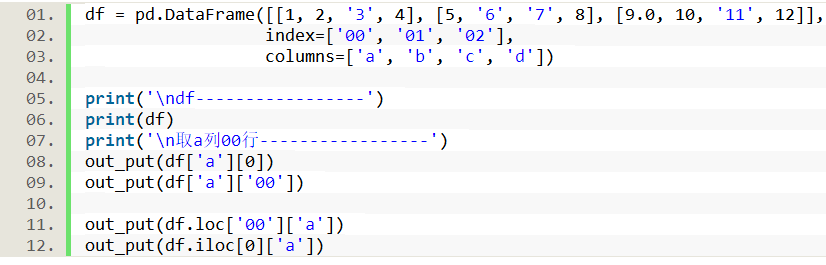 01. df = pd.DataFrame([[1, 2, '3', 4], [5, '6', '7', 8], [9.0, 10, '11', 12]],
02.                   index=['00', '01', '02'],
03.                   columns=['a', 'b', 'c', 'd'])
04.
05. print('\ndf-----------------')
06. print(df)
07. print('\n取a列00行-----------------')
08. out_put(df['a'][0])
09. out_put(df['a']['00'])
10.
11. out_put(df.loc['00']['a'])
12. out_put(df.iloc[0]['a'])